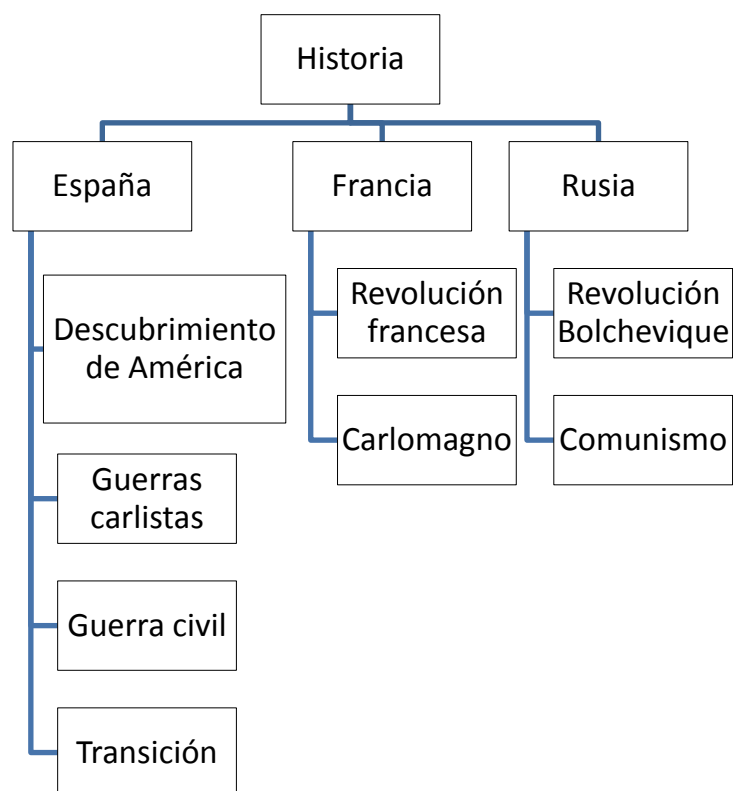 Historia
España
Francia
Rusia
Descubrimiento
de América
Guerras
carlistas
Guerra civil
Transición
Revolución
francesa
Carlomagno
Revolución
Bolchevique
Comunismo